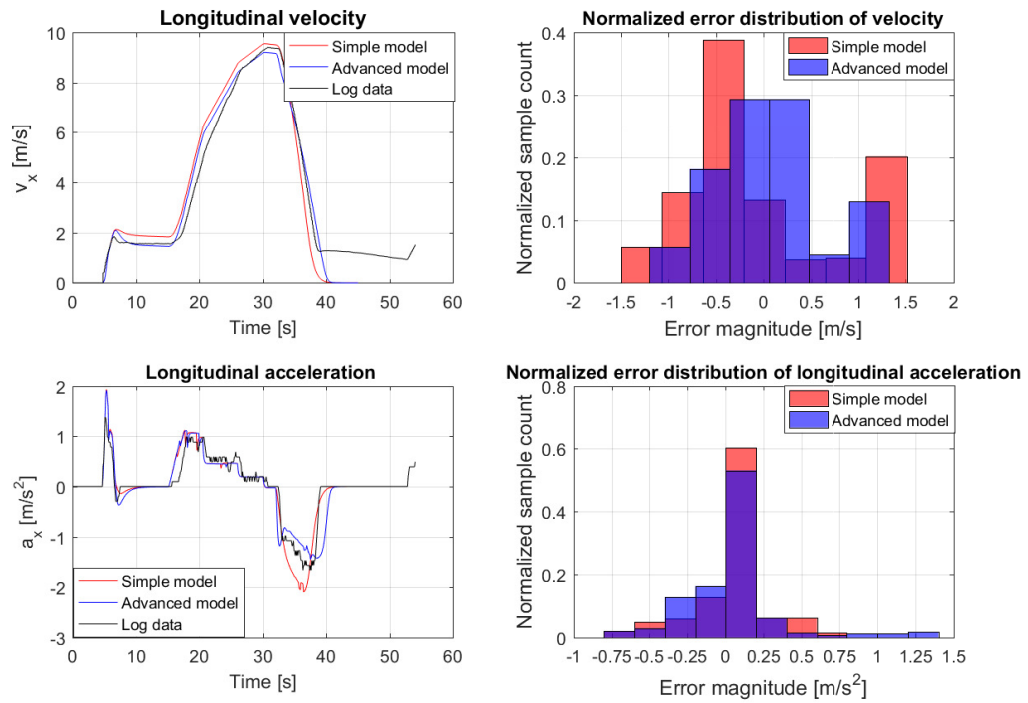 Longitudinal velocity
10
8
6
4
2
0
v_x [m/s]
Simple model
Advanced model
Log data
0 10 20 30 40 50 60
Time [s]
Normalized error distribution of velocity
0.4
0.3
0.2
0.1
0
Normalized sample count
Simple model
Advanced model
-2 -1.5 -1 -0.5 0 0.5 1 1.5 2
Error magnitude [m/s]
Longitudinal acceleration
2
1
0
-1
-2
-3
a_x [m/s²]
Simple model
Advanced model
Log data
0 10 20 30 40 50 60
Time [s]
Normalized error distribution of longitudinal acceleration
0.8
0.6
0.4
0.2
0
Normalized sample count
Simple model
Advanced model
-1 -0.75 -0.5 -0.25 0 0.25 0.5 0.75 1 1.25 1.5
Error magnitude [m/s²]